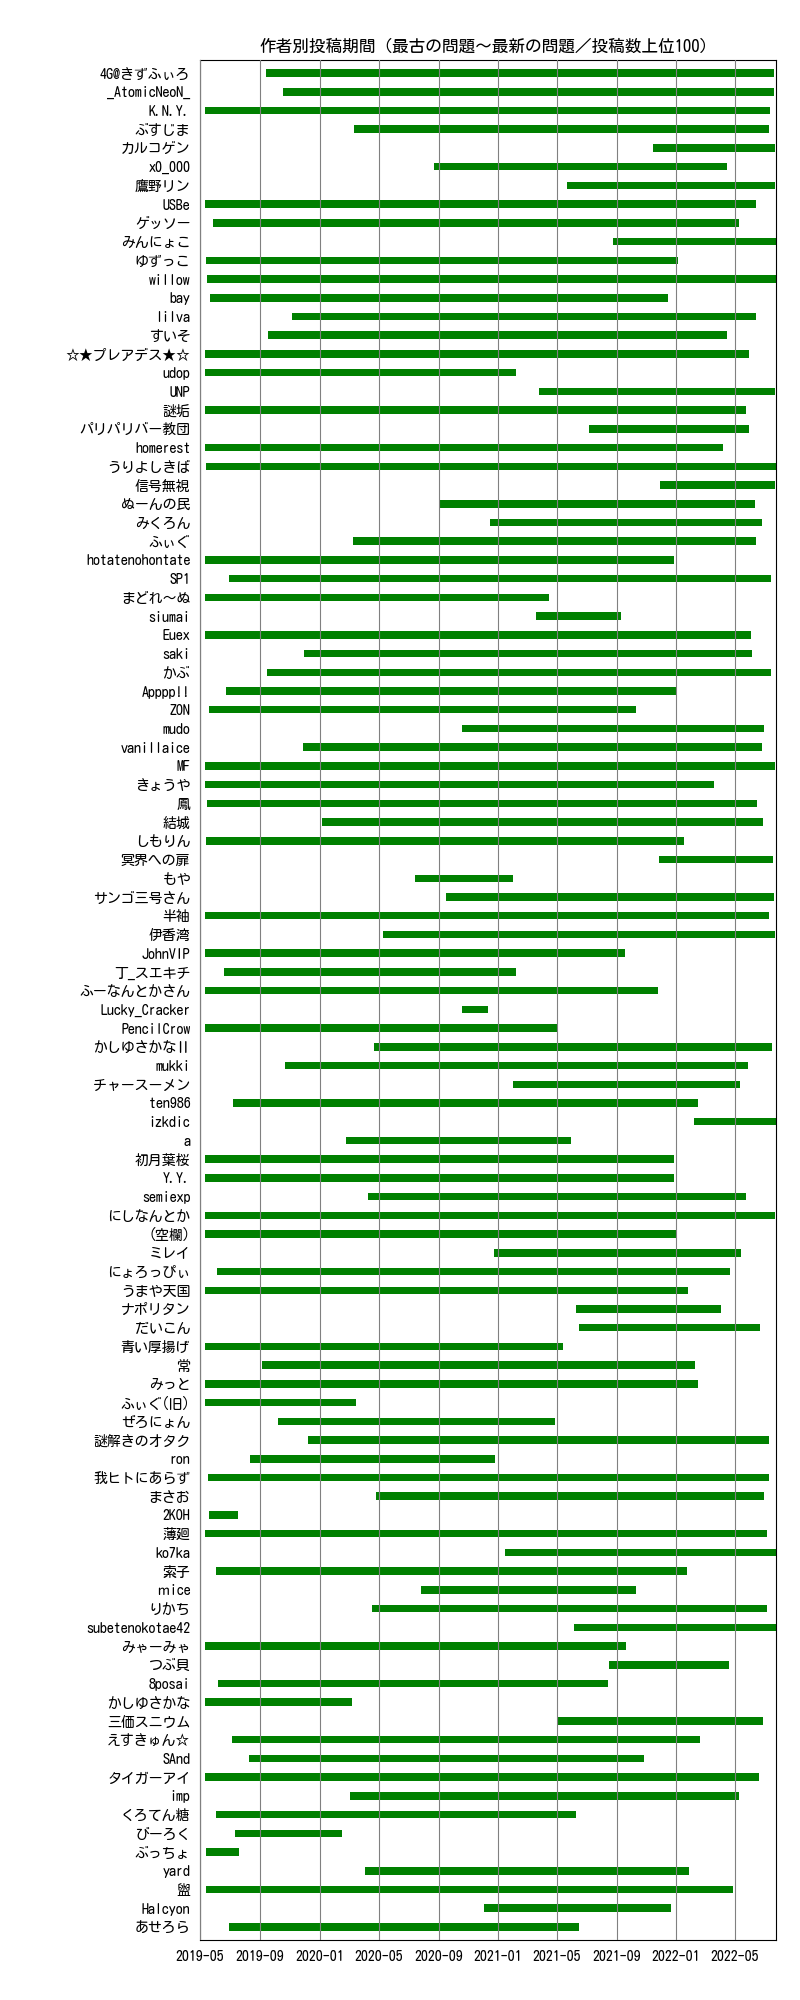 作者別投稿期間（最古の問題～最新の問題／投稿数上位100）
4G@きずふぃろ
_AtomicNeoN_
K.N.Y.
ぶすじま
カルコゲン
x0_000
鷹野リン
USBe
ゲッソー
みんにょこ
ゆずっこ
willow
bay
lilva
すいそ
☆★プレアデス★☆
udop
UNP
謎垢
パリパリバー教団
homerest
うりよしきば
信号無視
ぬーんの民
みくろん
ふぃぐ
hotatenohontate
SP1
まどれ～ぬ
siumai
Euex
saki
かぶ
AppppII
ZON
mudo
vanillaice
MF
きょうや
鳳
結城
しもりん
冥界への扉
もや
サンゴ三号さん
半袖
伊香湾
JohnVIP
丁_スエキチ
ふーなんとかさん
Lucky_Cracker
PencilCrow
かしゆさかなⅡ
mukki
チャースーメン
ten986
izkdic
a
初月葉桜
Y.Y.
semiexp
にしなんとか
(空欄)
ミレイ
にょろっぴぃ
うまや天国
ナポリタン
だいこん
青い厚揚げ
常
みっと
ふぃぐ(旧)
ぜろにょん
謎解きのオタク
ron
我ヒトにあらず
まさお
2KOH
薄廻
ko7ka
索子
mice
りかち
subetenokotae42
みゃーみゃ
つぶ貝
8posai
かしゆさかな
三価スニウム
えすきゅん☆
SAnd
タイガーアイ
imp
くろてん糖
ぴーろく
ぶっちょ
yard
盥
Halcyon
あせろら
2019-05 2019-09 2020-01 2020-05 2020-09 2021-01 2021-05 2021-09 2022-01 2022-05